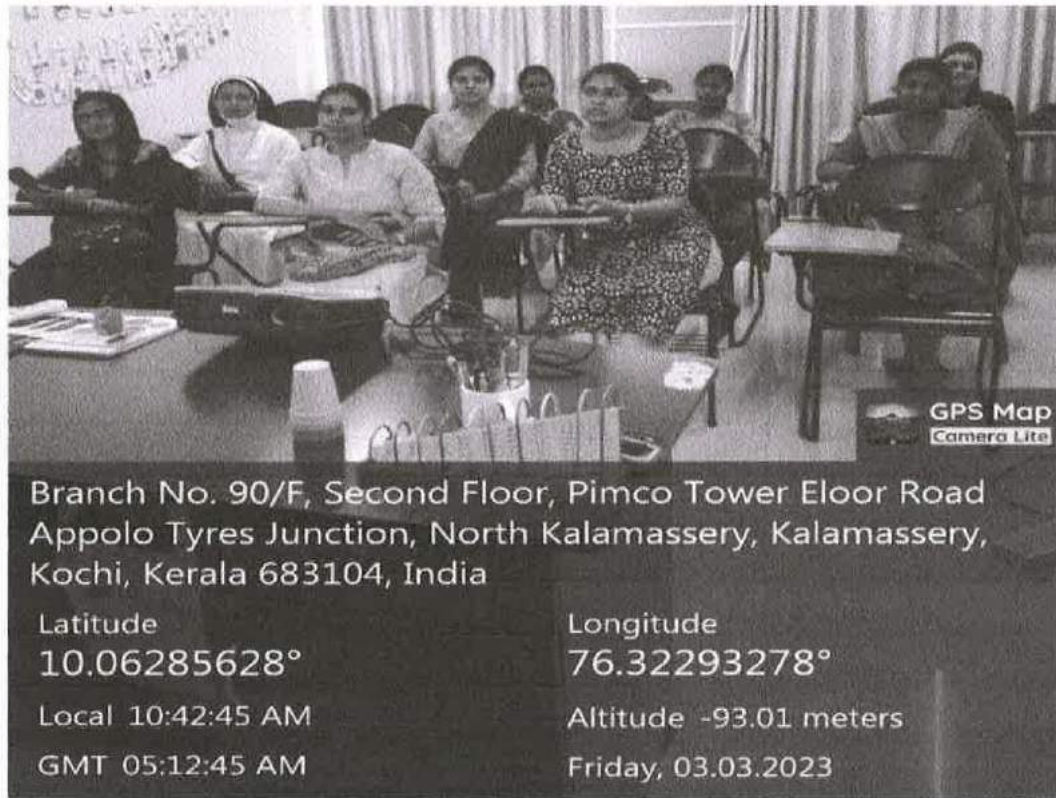 GPS Map
Camera Lite
Branch No. 90/F, Second Floor, Pimco Tower Eloor Road
Appolo Tyres Junction, North Kalamassery, Kalamassery,
Kochi, Kerala 683104, India
Latitude
10.06285628°
Longitude
76.32293278°
Local 10:42:45 AM
Altitude -93.01 meters
GMT 05:12:45 AM
Friday, 03.03.2023